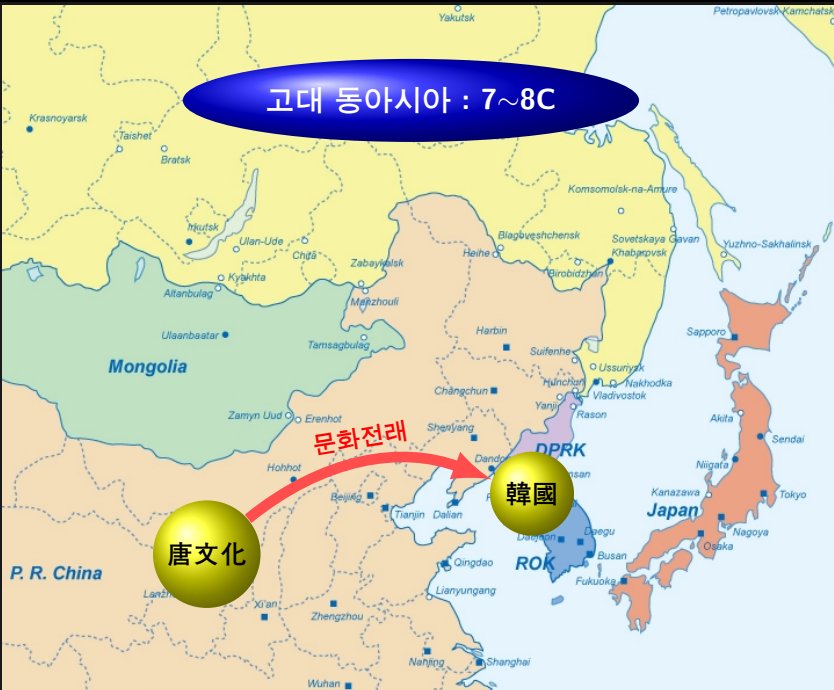 Yakutsk
Petropavlovsk-Kamchatsk
고대 동아시아 : 7~8C
Krasnoyarsk
Taishet
Bratsk
Komsomolsk-na-Amure
Irkutsk
Ulan-Ude
Chita
Blagoveshchensk
Sovetskaya Gavan
Yuzhno-Sakhalinsk
Heihe
Khabarovsk
Zabaykalsk
Birobidzhan
Kyakhta
Altanbulag
Manzhouli
Ulaanbaatar
Harbin
Sapporo
Tamsagbulag
Suifenhe
Mongolia
Ussuriysk
Hunchun
Nakhodka
Changchun
Vladivostok
Yanji
Rason
Zamyn Uud
Erenhot
Akita
Shenyang
문화전래
Sendai
DPRK
Dandon
Niigata
Hohhot
nsan
韓國
Kanazawa
Beijing
Tokyo
Tianjin
Dalian
Japan
Nagoya
Daejeon
Daegu
Osaka
唐文化
Busan
ROK
Qingdao
P. R. China
Fukuoka
Lanzh
Lianyungang
Xi'an
Zhengzhou
Nanjing
Shanghai
Wuhan